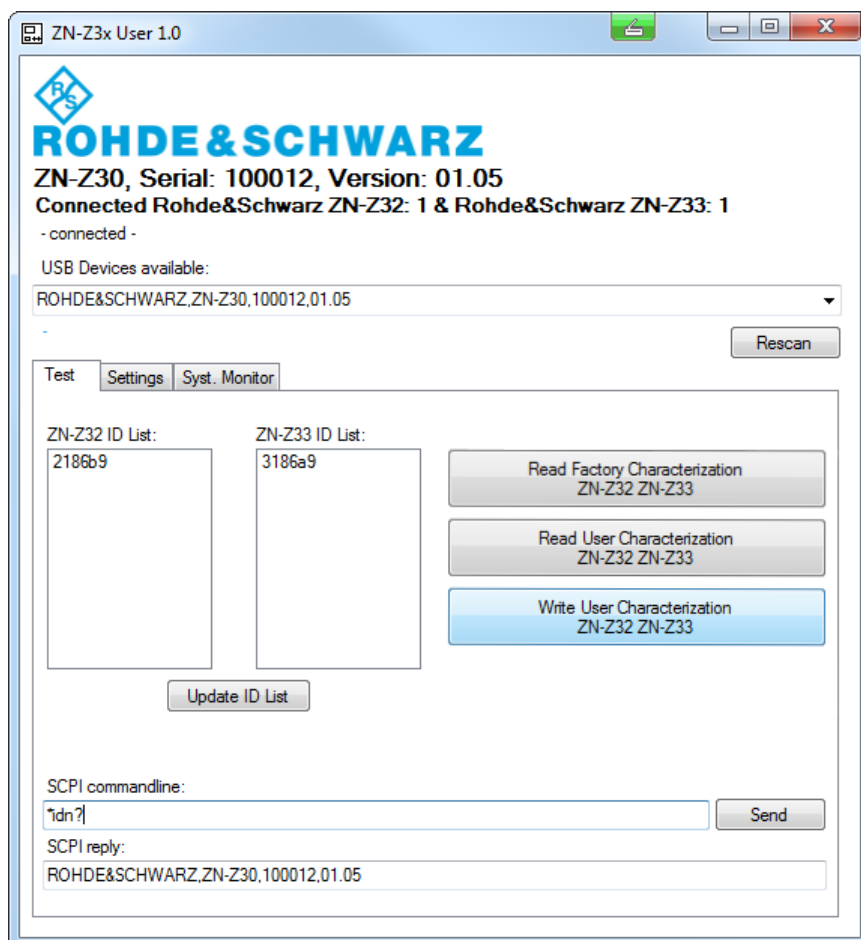 ZN-Z3x User 1.0
R
S
ROHDE&SCHWARZ
ZN-Z30, Serial: 100012, Version: 01.05
Connected Rohde&Schwarz ZN-Z32: 1 & Rohde&Schwarz ZN-Z33: 1
- connected -
USB Devices available:
ROHDE&SCHWARZ,ZN-Z30,100012,01.05
-
Rescan
Test Settings Syst. Monitor
ZN-Z32 ID List: ZN-Z33 ID List:
2186b9 3186a9
Read Factory Characterization
ZN-Z32 ZN-Z33
Read User Characterization
ZN-Z32 ZN-Z33
Write User Characterization
ZN-Z32 ZN-Z33
Update ID List
SCPI commandline:
*idn?
Send
SCPI reply:
ROHDE&SCHWARZ,ZN-Z30,100012,01.05